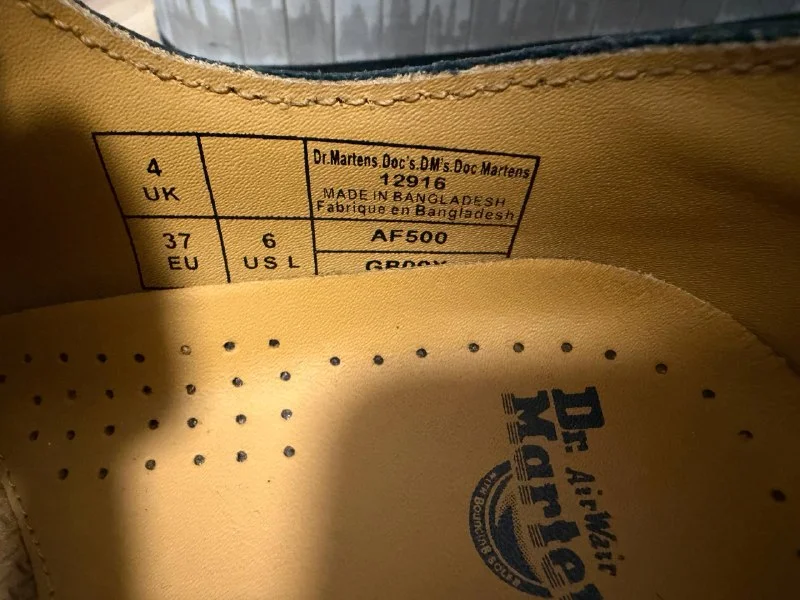 4
UK
Dr.Martens.Doc's.DM's.Doc Martens
12916
MADE IN BANGLADESH
Fabrique en Bangladesh
37
EU
6
US L
AF500
Dr. Martens
AirWair
WITH BOUNCING SOLES